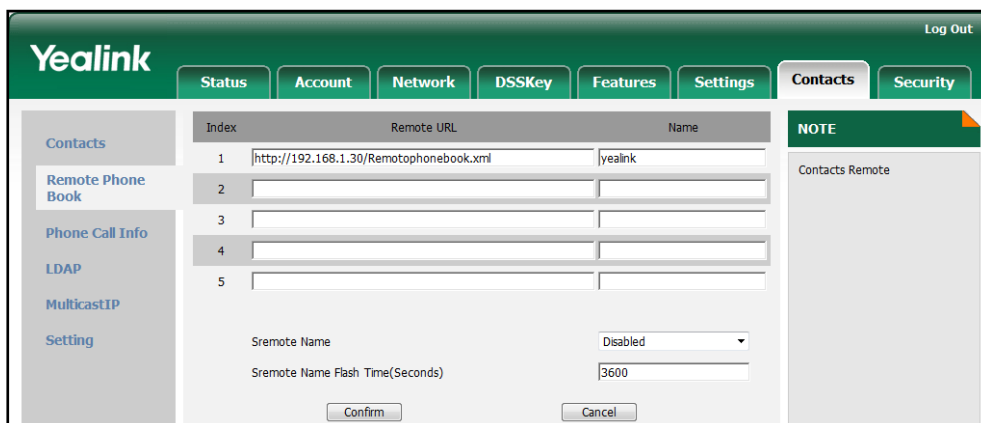 Log Out
Yealink
Status Account Network DSSKey Features Settings Contacts Security
Contacts
Remote Phone
Book
Phone Call Info
LDAP
MulticastIP
Setting
Index Remote URL Name
1 http://192.168.1.30/Remotophonebook.xml yealink
2
3
4
5
Sremote Name Disabled
Sremote Name Flash Time(Seconds) 3600
Confirm Cancel
NOTE
Contacts Remote